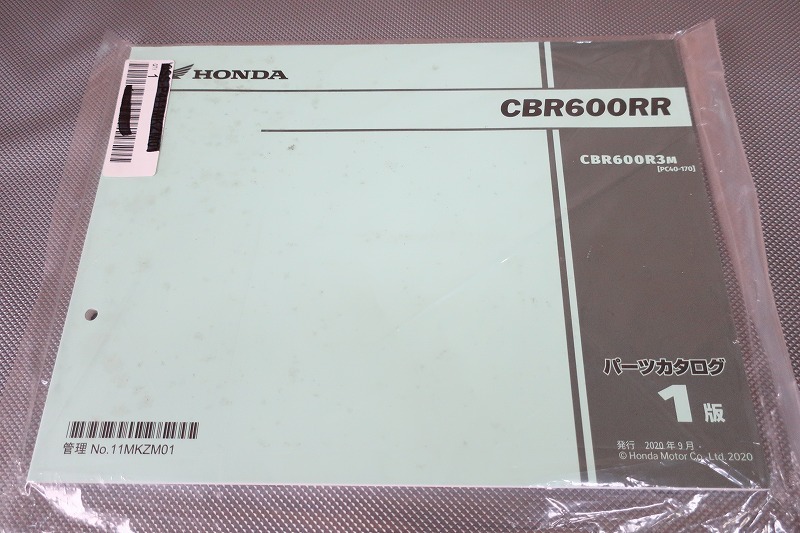 HONDA
CBR600RR
CBR600R3M
[PC40-170]
パーツカタログ
1版
発行 2020年9月
© Honda Motor Co., Ltd. 2020
管理 No.11MKZM01